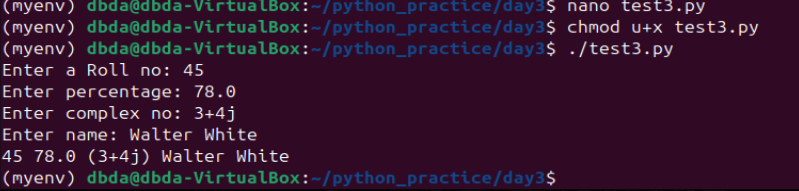 (myenv) dbda@dbda-VirtualBox:~/python_practice/day3$ nano test3.py
(myenv) dbda@dbda-VirtualBox:~/python_practice/day3$ chmod u+x test3.py
(myenv) dbda@dbda-VirtualBox:~/python_practice/day3$ ./test3.py
Enter a Roll no: 45
Enter percentage: 78.0
Enter complex no: 3+4j
Enter name: Walter White
45 78.0 (3+4j) Walter White
(myenv) dbda@dbda-VirtualBox:~/python_practice/day3$